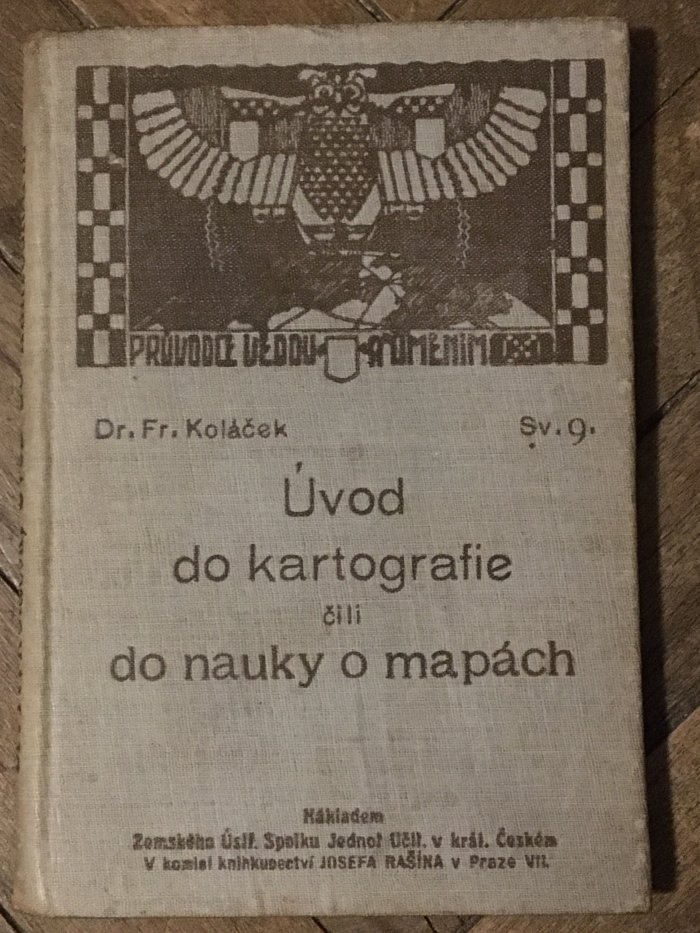 PRŮVODCE VĚDOU A UMĚNÍM
Dr. Fr. Koláček
Sv. 9.
Úvod
do kartografie
čili
do nauky o mapách
Nákladem
Zemského Ústř. Spolku Jednot Učit. v král. Českém
V komisi knihkupectví JOSEFA RAŠÍNA v Praze VII.